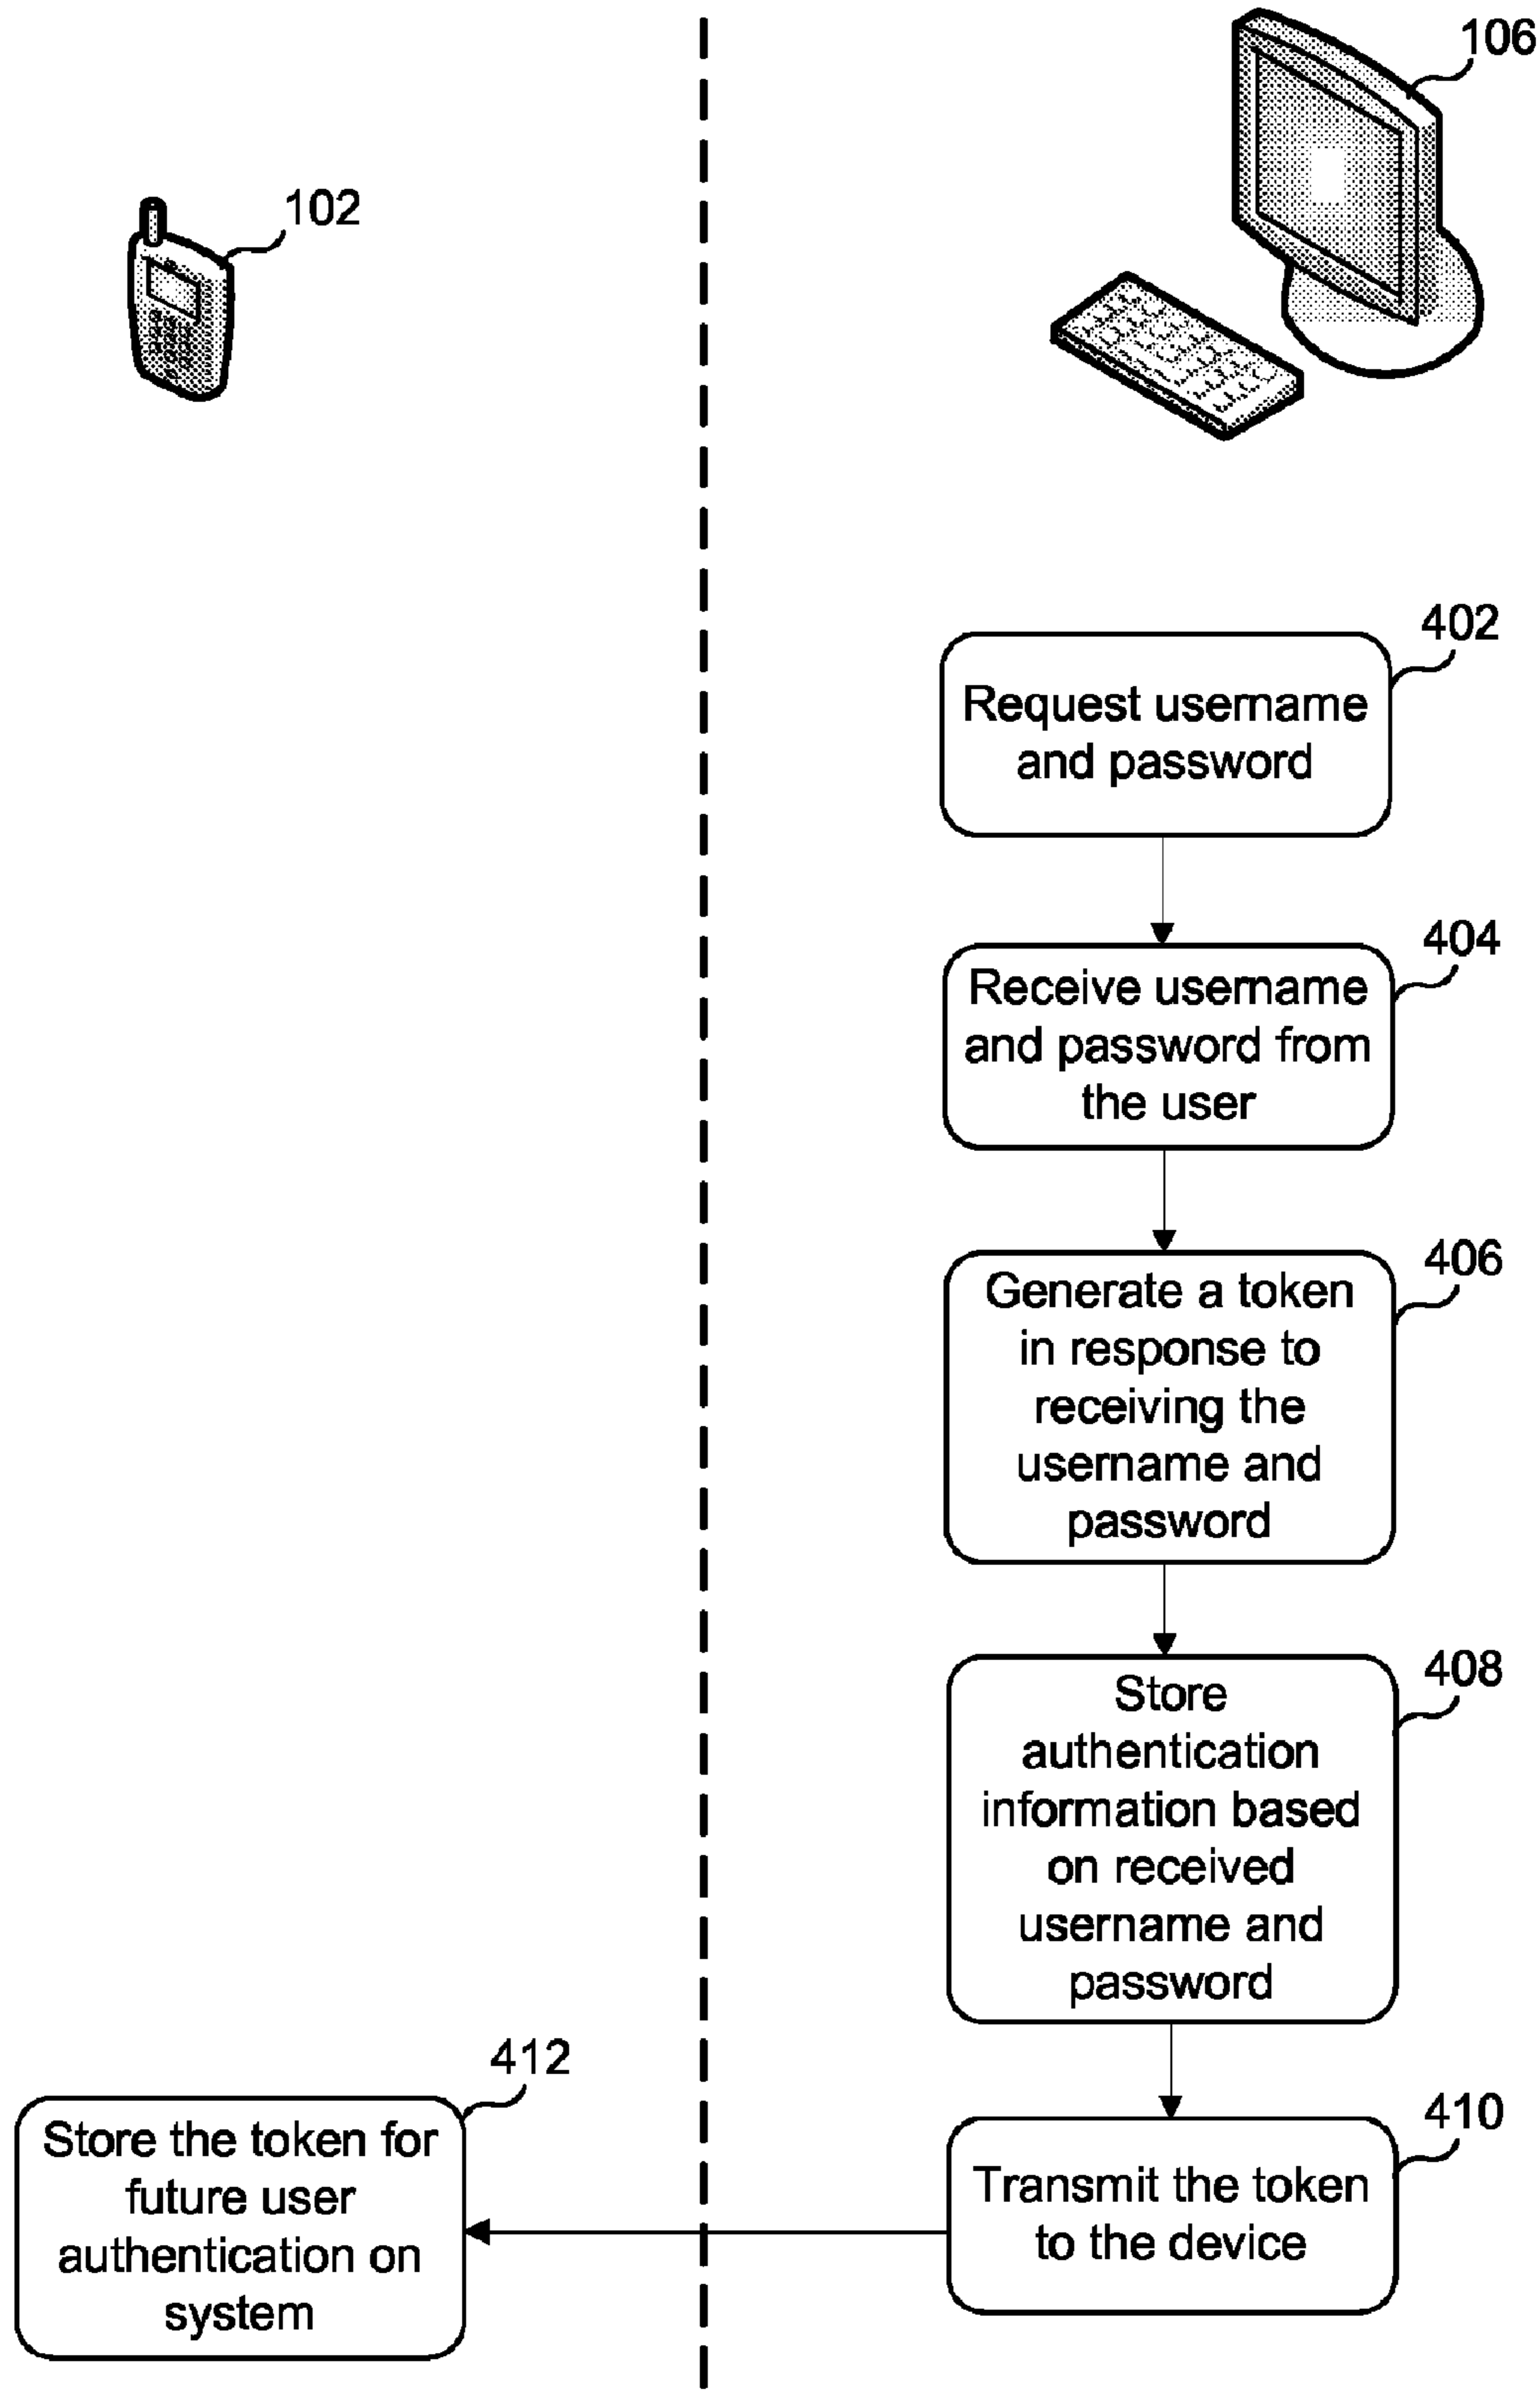 106
102
402
Request username
and password
404
Receive username
and password from
the user
406
Generate a token
in response to
receiving the
username and
password
408
Store
authentication
information based
on received
username and
password
412
Store the token for
future user
authentication on
system
410
Transmit the token
to the device